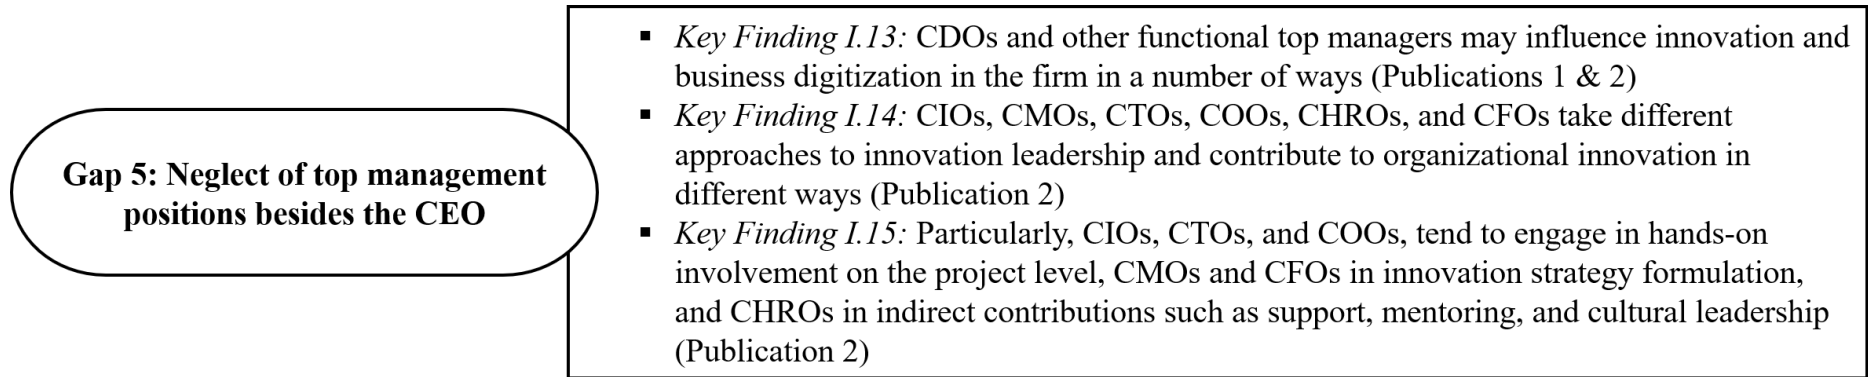 Gap 5: Neglect of top management
positions besides the CEO
▪ Key Finding I.13: CDOs and other functional top managers may influence innovation and
business digitization in the firm in a number of ways (Publications 1 & 2)
▪ Key Finding I.14: CIOs, CMOs, CTOs, COOs, CHROs, and CFOs take different
approaches to innovation leadership and contribute to organizational innovation in
different ways (Publication 2)
▪ Key Finding I.15: Particularly, CIOs, CTOs, and COOs, tend to engage in hands-on
involvement on the project level, CMOs and CFOs in innovation strategy formulation,
and CHROs in indirect contributions such as support, mentoring, and cultural leadership
(Publication 2)